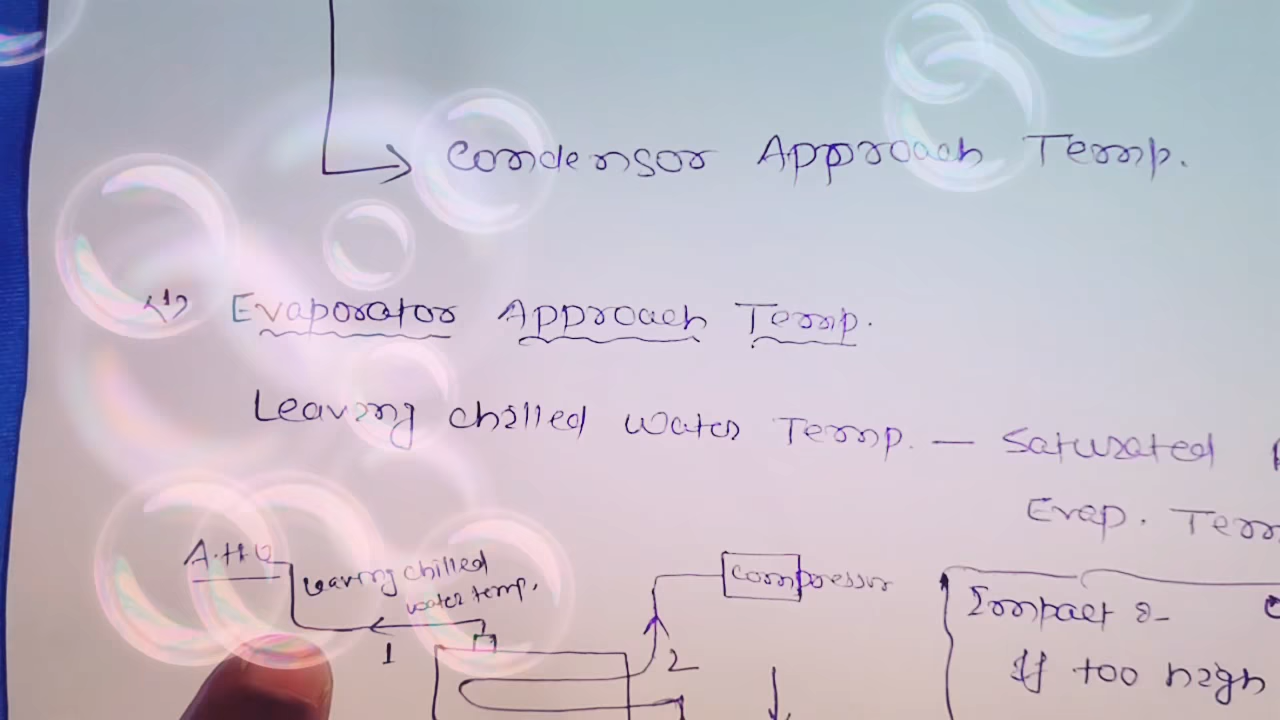 Condensor Approach Temp.
(1) Evaporator Approach Temp.
Leaving chilled water Temp. — Saturated
Evap. Tem
A.H.U
Leaving chilled
water temp.
1
2
compressor
Impact :-
If too high